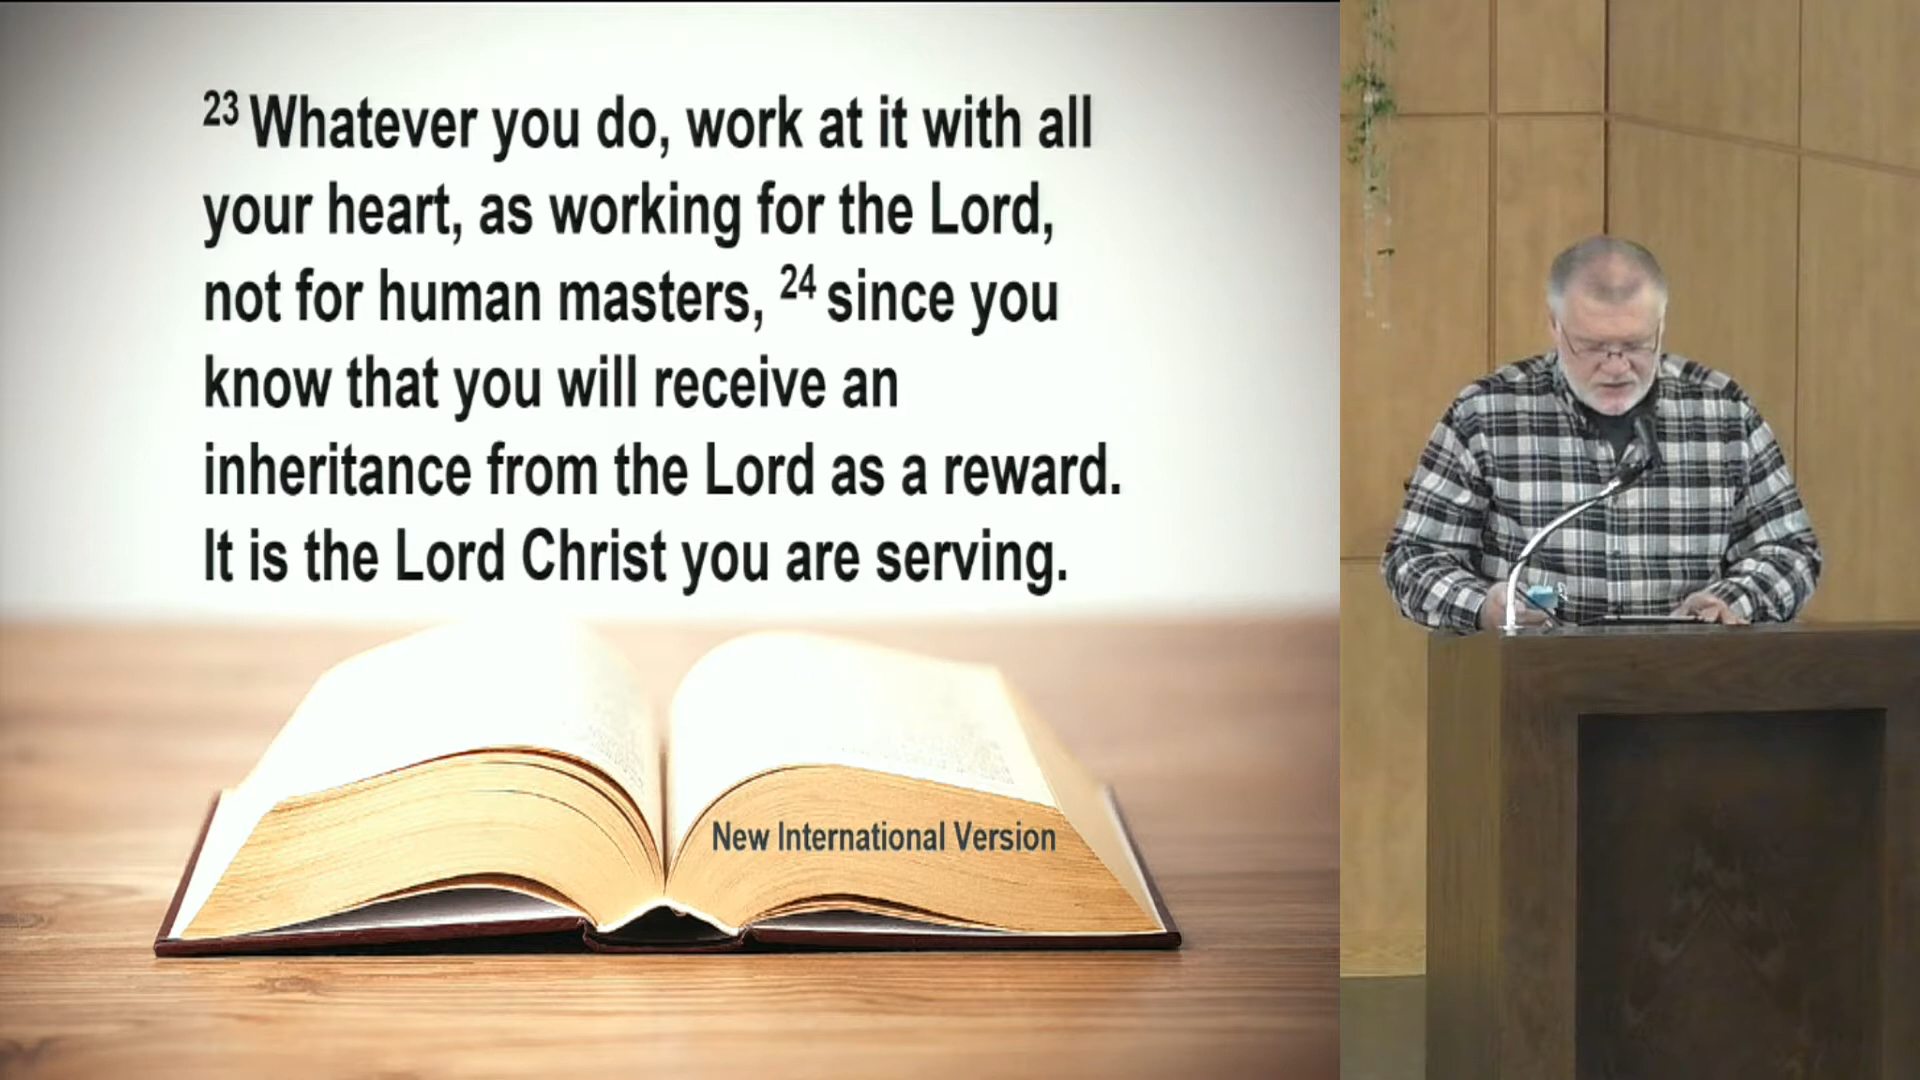 23 Whatever you do, work at it with all
your heart, as working for the Lord,
not for human masters, 24 since you
know that you will receive an
inheritance from the Lord as a reward.
It is the Lord Christ you are serving.
New International Version